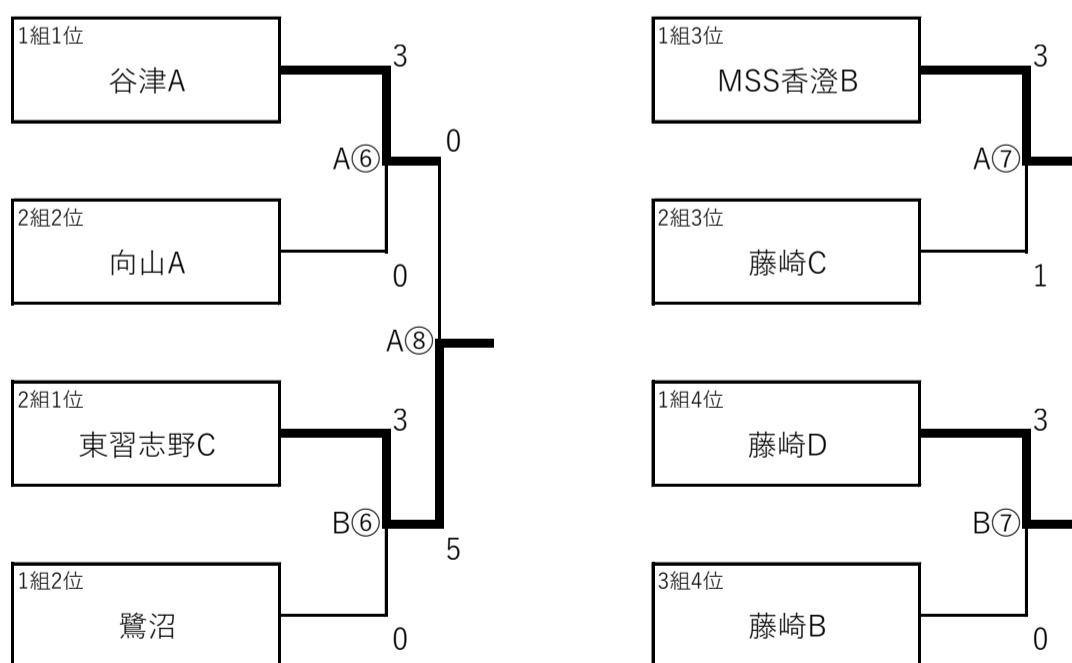 1組1位
谷津A
3
A⑥
0
2組2位
向山A
0
A⑧
2組1位
東習志野C
3
B⑥
5
1組2位
鷺沼
0
1組3位
MSS香澄B
3
A⑦
2組3位
藤崎C
1
1組4位
藤崎D
3
B⑦
3組4位
藤崎B
0